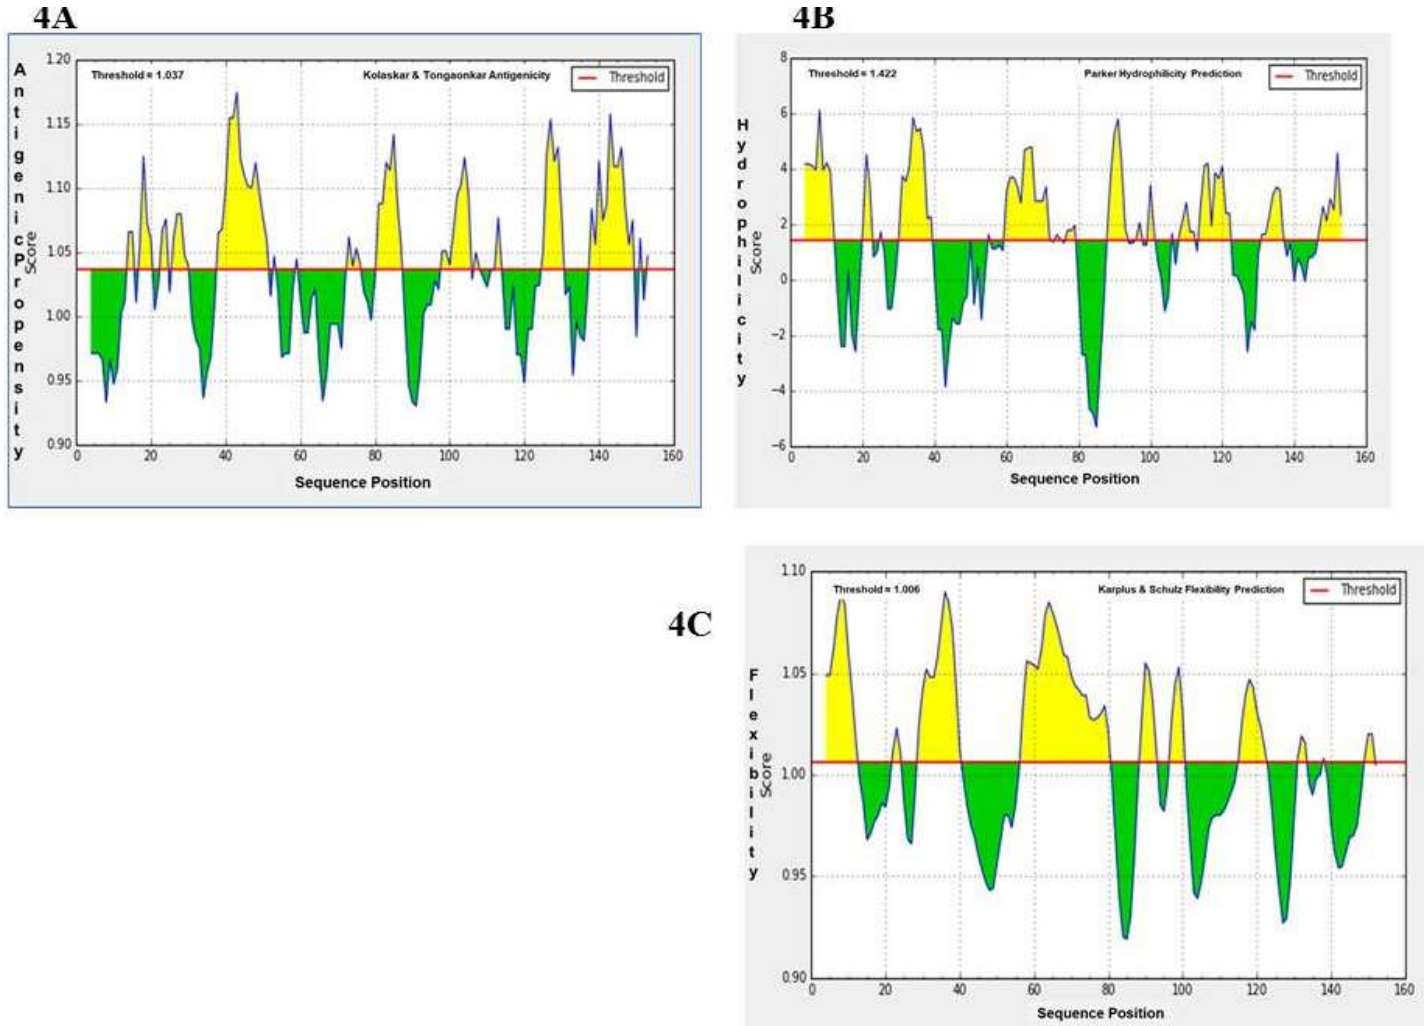 4A
4B
Threshold = 1.037
Kolaskar & Tongaonkar Antigenicity
Threshold
Antigenic Propensity
Score
1.20
1.15
1.10
1.05
1.00
0.95
0.90
0 20 40 60 80 100 120 140 160
Sequence Position
Threshold = 1.422
Parker Hydrophilicity Prediction
Threshold
Hydrophilicity
Score
8
6
4
2
0
−2
−4
−6
0 20 40 60 80 100 120 140 160
Sequence Position
4C
Threshold = 1.006
Karplus & Schulz Flexibility Prediction
Threshold
Flexibility
Score
1.10
1.05
1.00
0.95
0.90
0 20 40 60 80 100 120 140 160
Sequence Position